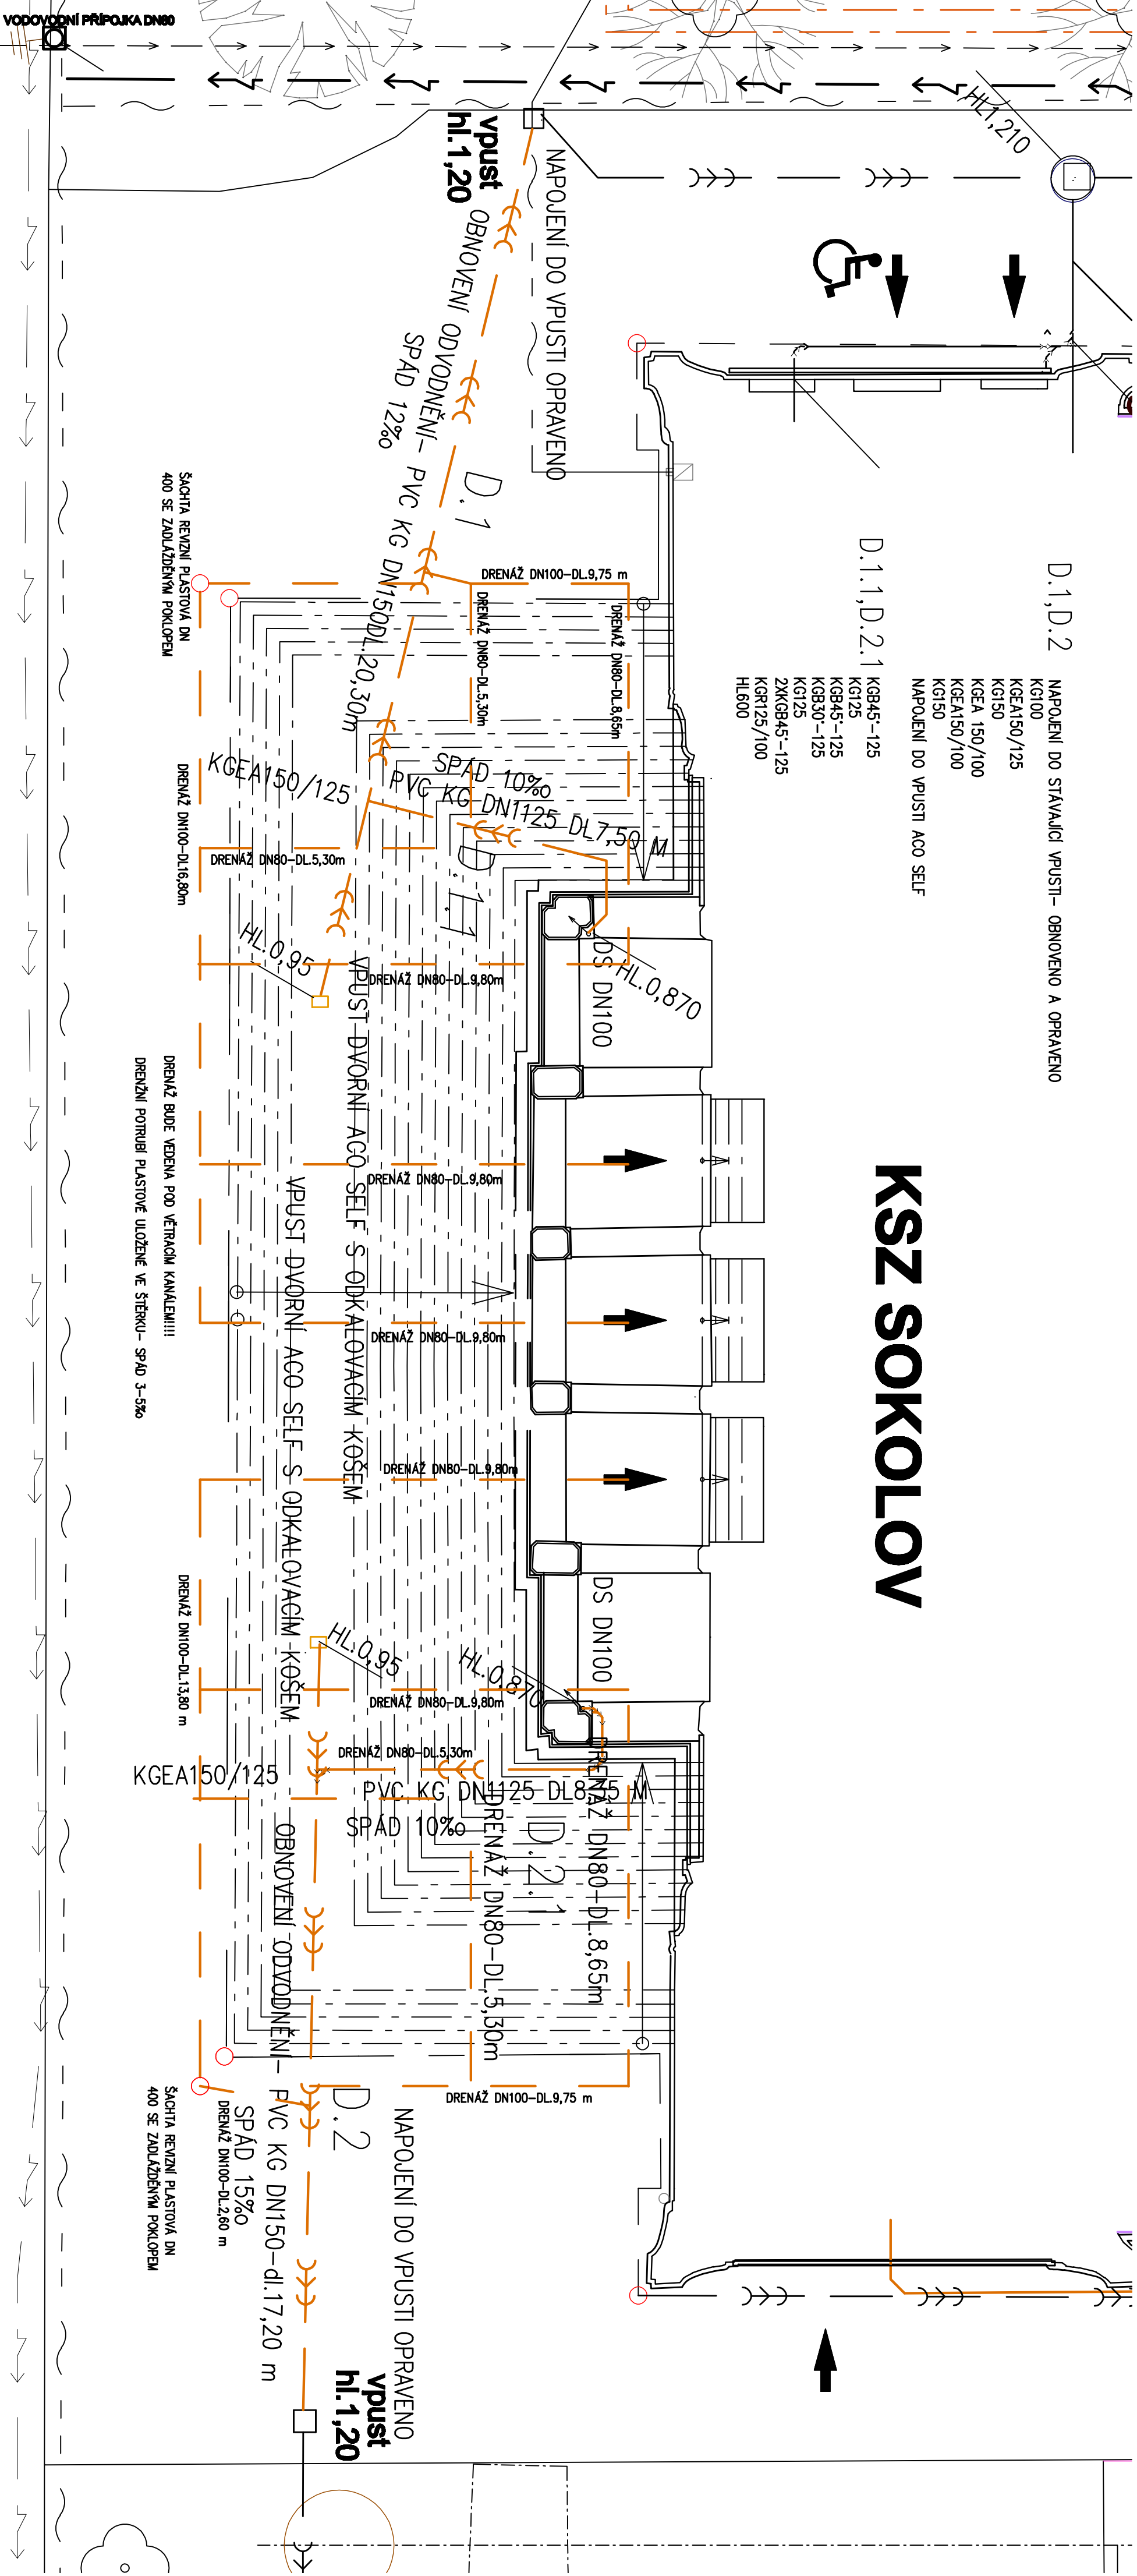 VODOVODNÍ PŘÍPOJKA DN80
vpust
hl.1,20
NAPOJENÍ DO VPUSTI OPRAVENO
HL1,210
OBNOVENÍ ODVODNĚNÍ- PVC KG DN150DL.20,30m
SPÁD 12‰
D.1
ŠACHTA REVIZNÍ PLASTOVÁ DN
400 SE ZADLÁŽDĚNÝM POKLOPEM
DRENÁŽ DN100-DL.9,75 m
DRENÁŽ DN80-DL.5,30m
DRENÁŽ DN80-DL.8,65m
D.1,D.2
NAPOJENÍ DO STÁVAJÍCÍ VPUSTI- OBNOVENO A OPRAVENO
KG100
KGEA150/125
KG150
KGEA 150/100
KGEA150/100
KG150
NAPOJENÍ DO VPUSTI ACO SELF
D.1.1,D.2.1
KGB45°-125
KG125
KGB45°-125
KGB30°-125
KG125
2XKGB45°-125
KGR125/100
HL600
KGEA150/125
SPÁD 10‰
PVC KG DN1125 DL7,50 M
D.1.1
DRENÁŽ DN100-DL16,80m
DRENÁŽ DN80-DL.5,30m
HL.0,95
DRENÁŽ DN80-DL.9,80m
DS DN100
HL.0,870
VPUST DVORNÍ ACO SELF S ODKALOVACÍM KOŠEM
DRENÁŽ BUDE VEDENA POD VĚTRACÍM KANÁLEM!!!!
DRENŽNÍ POTRUBÍ PLASTOVÉ ULOŽENÉ VE ŠTĚRKU- SPÁD 3-5‰
DRENÁŽ DN80-DL.9,80m
VPUST DVORNÍ ACO SELF S ODKALOVACÍM KOŠEM
KSZ SOKOLOV
DRENÁŽ DN80-DL.9,80m
DRENÁŽ DN80-DL.9,80m
DRENÁŽ DN100-DL.13,80 m
DS DN100
HL.0,95
HL.0,870
DRENÁŽ DN80-DL.9,80m
DRENÁŽ DN80-DL.5,30m
KGEA150/125
PVC KG DN1125 DL8,75 M
SPÁD 10‰
D.2.1
DRENÁŽ DN80-DL.8,65m
DRENÁŽ DN80-DL.5,30m
OBNOVENÍ ODVODNĚNÍ- PVC KG DN150-dl.17,20 m
SPÁD 15‰
D.2
DRENÁŽ DN100-DL.9,75 m
DRENÁŽ DN100-DL.2,60 m
ŠACHTA REVIZNÍ PLASTOVÁ DN
400 SE ZADLÁŽDĚNÝM POKLOPEM
NAPOJENÍ DO VPUSTI OPRAVENO
vpust
hl.1,20